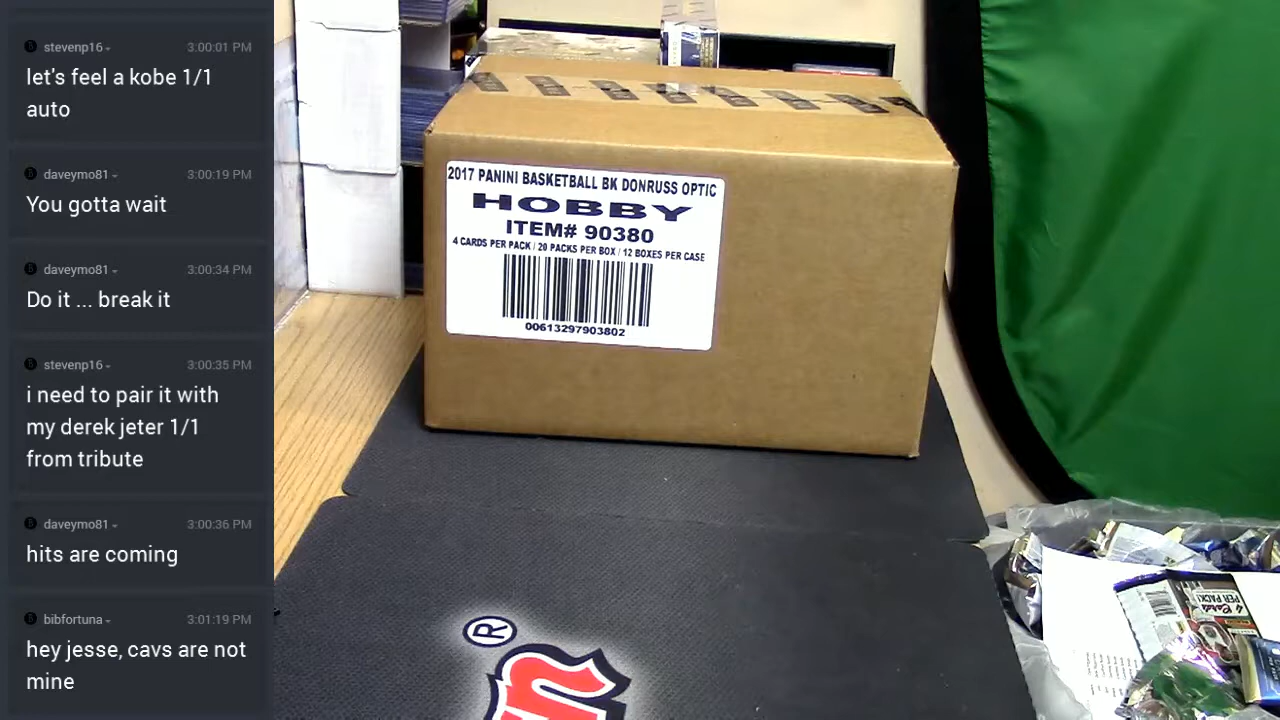 stevenp16
3:00:01 PM
let's feel a kobe 1/1
auto
daveymo81
3:00:19 PM
You gotta wait
daveymo81
3:00:34 PM
Do it ... break it
stevenp16
3:00:35 PM
i need to pair it with
my derek jeter 1/1
from tribute
daveymo81
3:00:36 PM
hits are coming
bibfortuna
3:01:19 PM
hey jesse, cavs are not
mine
2017 PANINI BASKETBALL BK DONRUSS OPTIC
HOBBY
ITEM# 90380
4 CARDS PER PACK / 20 PACKS PER BOX / 12 BOXES PER CASE
00613297903802
®
n
4 Cards
PER PACK!